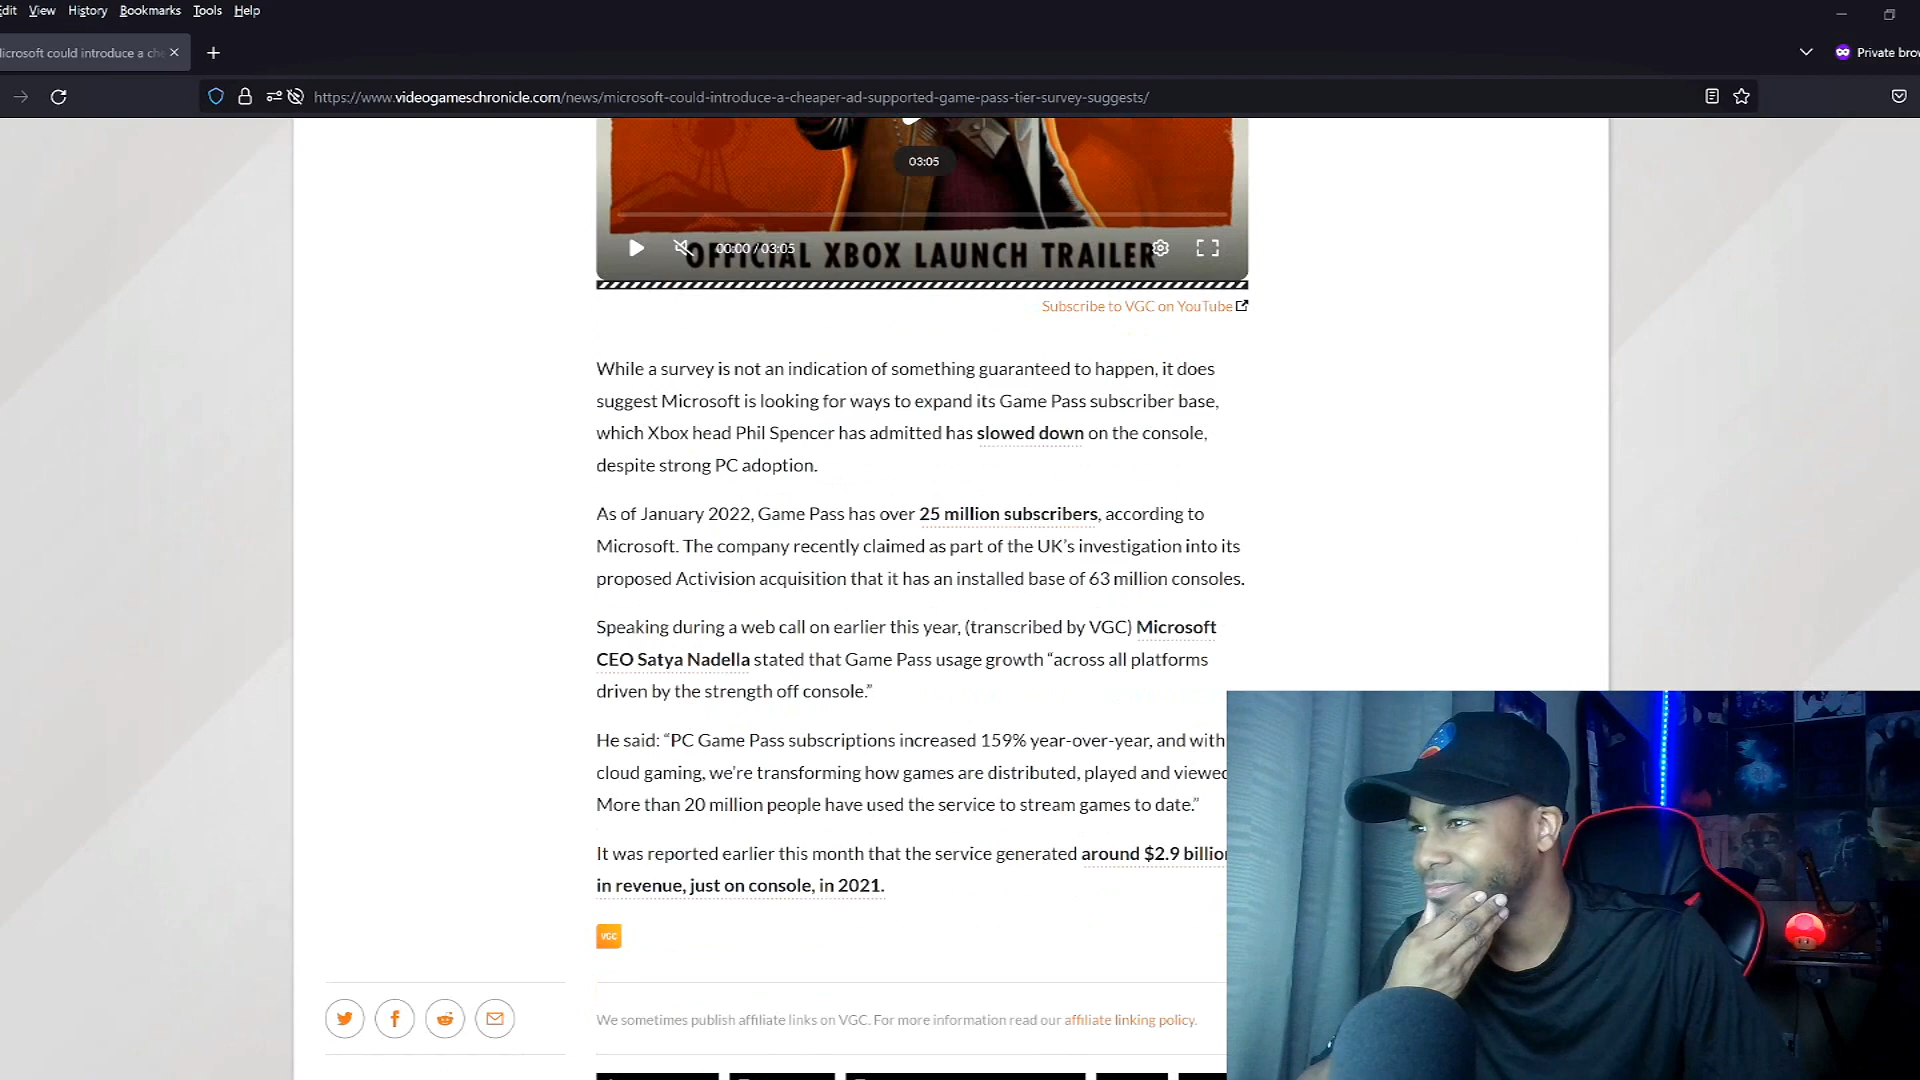 Edit View History Bookmarks Tools Help
Microsoft could introduce a che
Private brow
https://www.videogameschronicle.com/news/microsoft-could-introduce-a-cheaper-ad-supported-game-pass-tier-survey-suggests/
03:05
00:00 / 03:05
OFFICIAL XBOX LAUNCH TRAILER
Subscribe to VGC on YouTube
While a survey is not an indication of something guaranteed to happen, it does
suggest Microsoft is looking for ways to expand its Game Pass subscriber base,
which Xbox head Phil Spencer has admitted has slowed down on the console,
despite strong PC adoption.
As of January 2022, Game Pass has over 25 million subscribers, according to
Microsoft. The company recently claimed as part of the UK’s investigation into its
proposed Activision acquisition that it has an installed base of 63 million consoles.
Speaking during a web call on earlier this year, (transcribed by VGC) Microsoft
CEO Satya Nadella stated that Game Pass usage growth “across all platforms
driven by the strength off console.”
He said: “PC Game Pass subscriptions increased 159% year-over-year, and with
cloud gaming, we’re transforming how games are distributed, played and viewed
More than 20 million people have used the service to stream games to date.”
It was reported earlier this month that the service generated around $2.9 billion
in revenue, just on console, in 2021.
VGC
We sometimes publish affiliate links on VGC. For more information read our affiliate linking policy.